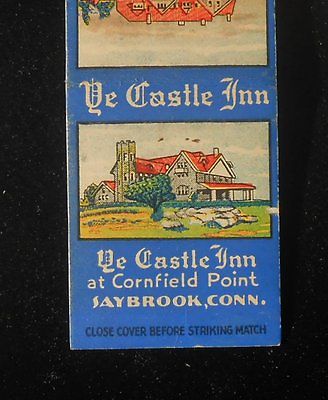 Ye Castle Inn
Ye Castle Inn
at Cornfield Point
SAYBROOK, CONN.
CLOSE COVER BEFORE STRIKING MATCH